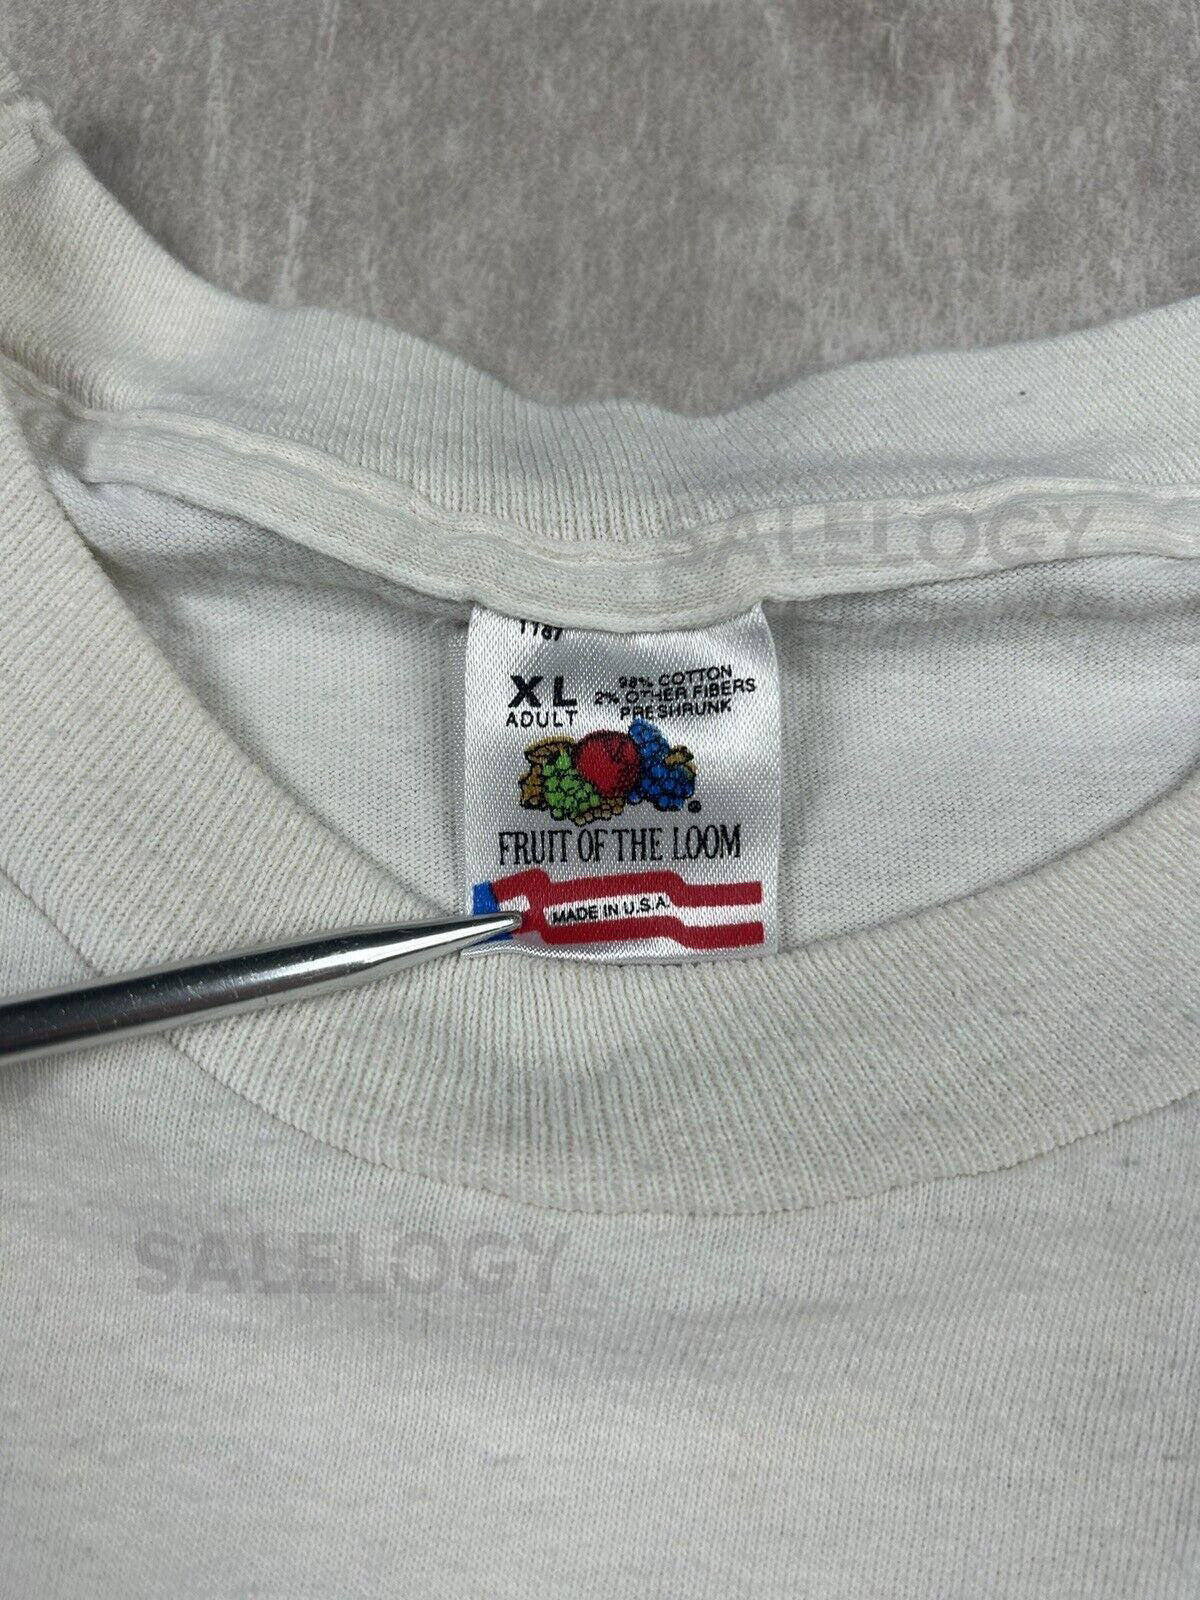 SALELOGY
1187
XL
ADULT
98% COTTON
2% OTHER FIBERS
PRESHRUNK
®
FRUIT OF THE LOOM
MADE IN U.S.A.
SALELOGY